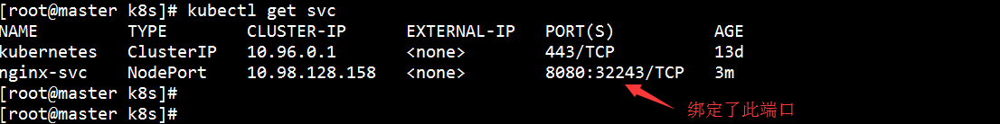 [root@master k8s]# kubectl get svc
NAME TYPE CLUSTER-IP EXTERNAL-IP PORT(S) AGE
kubernetes ClusterIP 10.96.0.1 <none> 443/TCP 13d
nginx-svc NodePort 10.98.128.158 <none> 8080:32243/TCP 3m
[root@master k8s]#
[root@master k8s]#
绑定了此端口